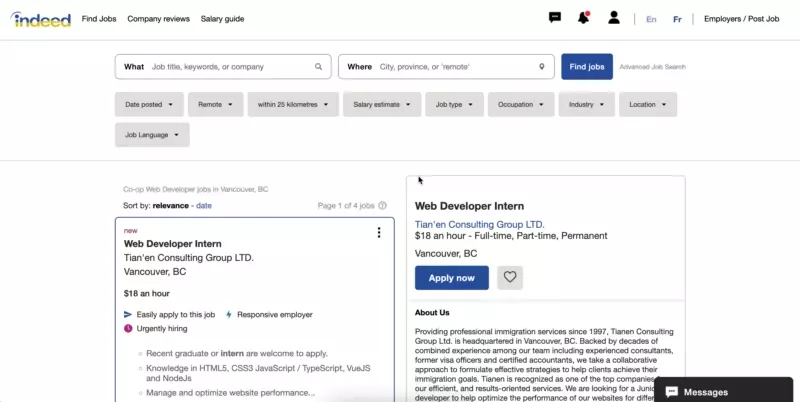 indeed Find Jobs Company reviews Salary guide En Fr Employers / Post Job
What Job title, keywords, or company Where City, province, or 'remote' Find jobs Advanced Job Search
Date posted Remote within 25 kilometres Salary estimate Job type Occupation Industry Location
Job Language
Co-op Web Developer jobs in Vancouver, BC
Sort by: relevance - date Page 1 of 4 jobs
new
Web Developer Intern
Tian'en Consulting Group LTD.
Vancouver, BC
$18 an hour
Easily apply to this job Responsive employer
Urgently hiring
Recent graduate or intern are welcome to apply.
Knowledge in HTML5, CSS3 JavaScript / TypeScript, VueJS
and NodeJs
Manage and optimize website performance...
Web Developer Intern
Tian'en Consulting Group LTD.
$18 an hour - Full-time, Part-time, Permanent
Vancouver, BC
Apply now
About Us
Providing professional immigration services since 1997, Tianen Consulting
Group Ltd. is headquartered in Vancouver, BC. Backed by decades of
combined experience among our team including experienced consultants,
former visa officers and certified accountants, we take a collaborative
approach to formulate effective strategies to help clients achieve their
immigration goals. Tianen is recognized as one of the top companies
our efficient, and results-oriented services. We are looking for a
developer to help optimize the performance of our websites for
Messages